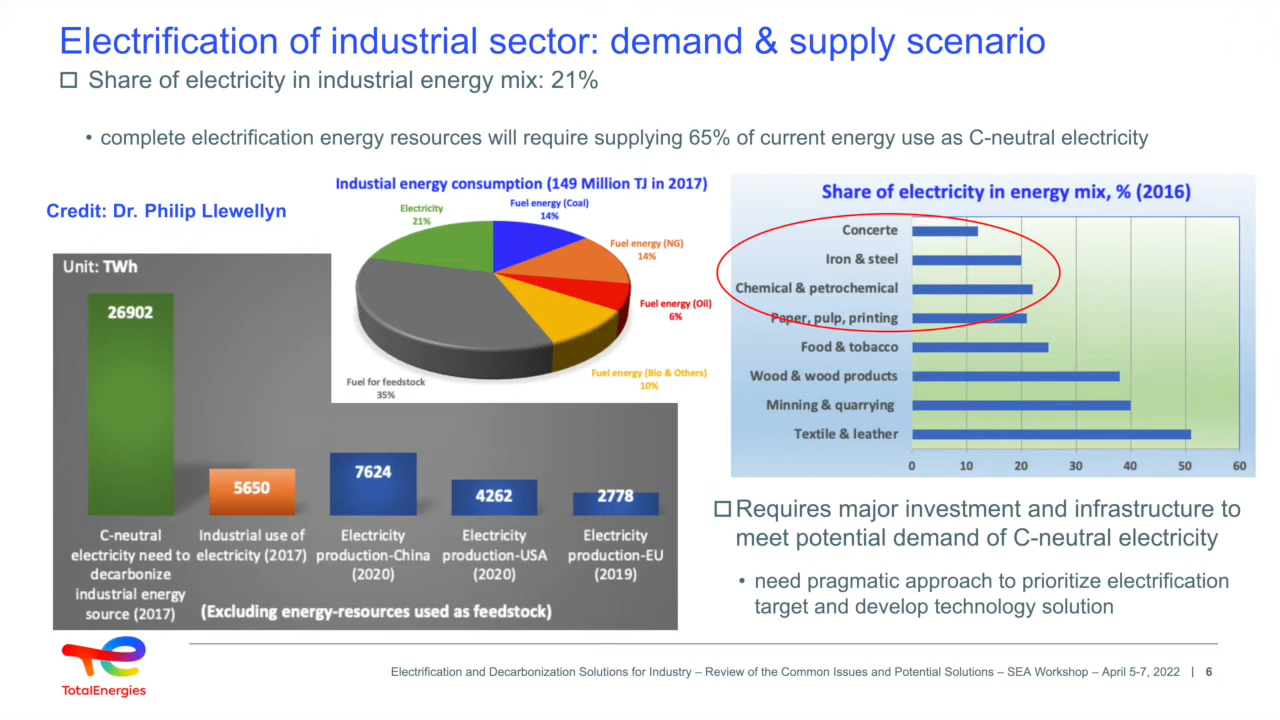 Electrification of industrial sector: demand & supply scenario
Share of electricity in industrial energy mix: 21%
• complete electrification energy resources will require supplying 65% of current energy use as C-neutral electricity
Credit: Dr. Philip Llewellyn
Industial energy consumption (149 Million TJ in 2017)
Electricity
21%
Fuel energy (Coal)
14%
Fuel energy (NG)
14%
Fuel energy (Oil)
6%
Fuel energy (Bio & Others)
10%
Fuel for feedstock
35%
Unit: TWh
26902
5650
7624
4262
2778
C-neutral
electricity need to
decarbonize
industrial energy
source (2017)
Industrial use of
electricity (2017)
Electricity
production-China
(2020)
Electricity
production-USA
(2020)
Electricity
production-EU
(2019)
(Excluding energy-resources used as feedstock)
Share of electricity in energy mix, % (2016)
Concerte
Iron & steel
Chemical & petrochemical
Paper, pulp, printing
Food & tobacco
Wood & wood products
Minning & quarrying
Textile & leather
0 10 20 30 40 50 60
Requires major investment and infrastructure to
meet potential demand of C-neutral electricity
• need pragmatic approach to prioritize electrification
target and develop technology solution
TotalEnergies
Electrification and Decarbonization Solutions for Industry – Review of the Common Issues and Potential Solutions – SEA Workshop – April 5-7, 2022 | 6